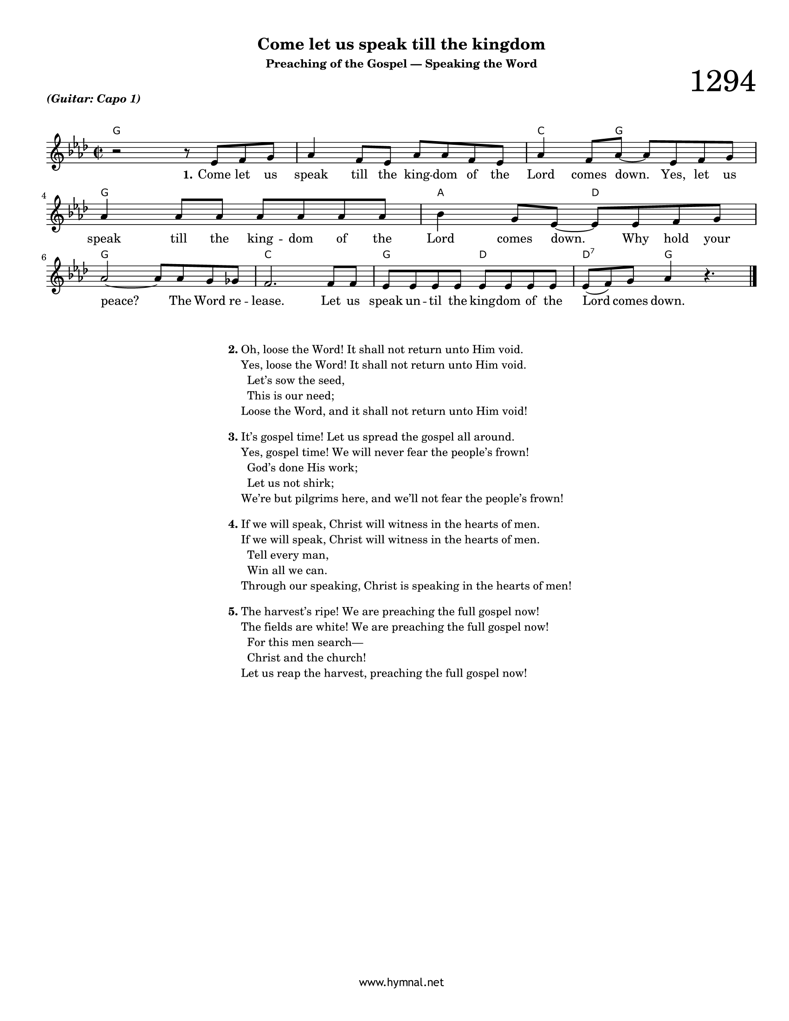 Come let us speak till the kingdom
Preaching of the Gospel — Speaking the Word
1294
(Guitar: Capo 1)
G C G
1. Come let us speak till the king-dom of the Lord comes down. Yes, let us
4 G A D
speak till the king - dom of the Lord comes down. Why hold your
6 G C G D D7 G
peace? The Word re - lease. Let us speak un - til the kingdom of the Lord comes down.
2. Oh, loose the Word! It shall not return unto Him void.
Yes, loose the Word! It shall not return unto Him void.
Let's sow the seed,
This is our need;
Loose the Word, and it shall not return unto Him void!
3. It's gospel time! Let us spread the gospel all around.
Yes, gospel time! We will never fear the people's frown!
God's done His work;
Let us not shirk;
We're but pilgrims here, and we'll not fear the people's frown!
4. If we will speak, Christ will witness in the hearts of men.
If we will speak, Christ will witness in the hearts of men.
Tell every man,
Win all we can.
Through our speaking, Christ is speaking in the hearts of men!
5. The harvest's ripe! We are preaching the full gospel now!
The fields are white! We are preaching the full gospel now!
For this men search—
Christ and the church!
Let us reap the harvest, preaching the full gospel now!
www.hymnal.net